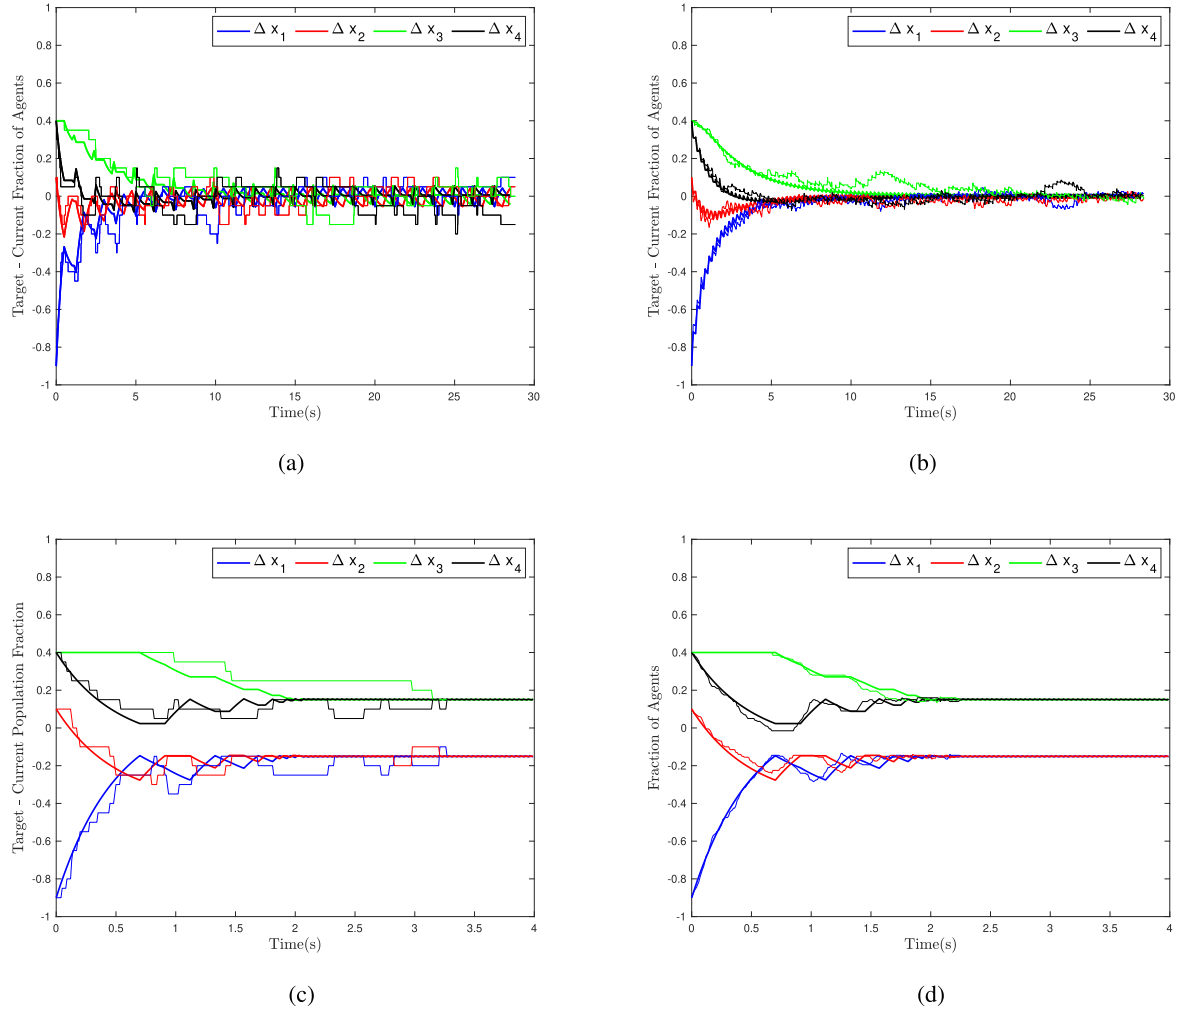 Δ x1 Δ x2 Δ x3 Δ x4
Target - Current Fraction of Agents
1
0.8
0.6
0.4
0.2
0
-0.2
-0.4
-0.6
-0.8
-1
0 5 10 15 20 25 30
Time(s)
(a)
Δ x1 Δ x2 Δ x3 Δ x4
Target - Current Fraction of Agents
1
0.8
0.6
0.4
0.2
0
-0.2
-0.4
-0.6
-0.8
-1
0 5 10 15 20 25 30
Time(s)
(b)
Δ x1 Δ x2 Δ x3 Δ x4
Target - Current Population Fraction
1
0.8
0.6
0.4
0.2
0
-0.2
-0.4
-0.6
-0.8
-1
0 0.5 1 1.5 2 2.5 3 3.5 4
Time(s)
(c)
Δ x1 Δ x2 Δ x3 Δ x4
Fraction of Agents
1
0.8
0.6
0.4
0.2
0
-0.2
-0.4
-0.6
-0.8
-1
0 0.5 1 1.5 2 2.5 3 3.5 4
Time(s)
(d)